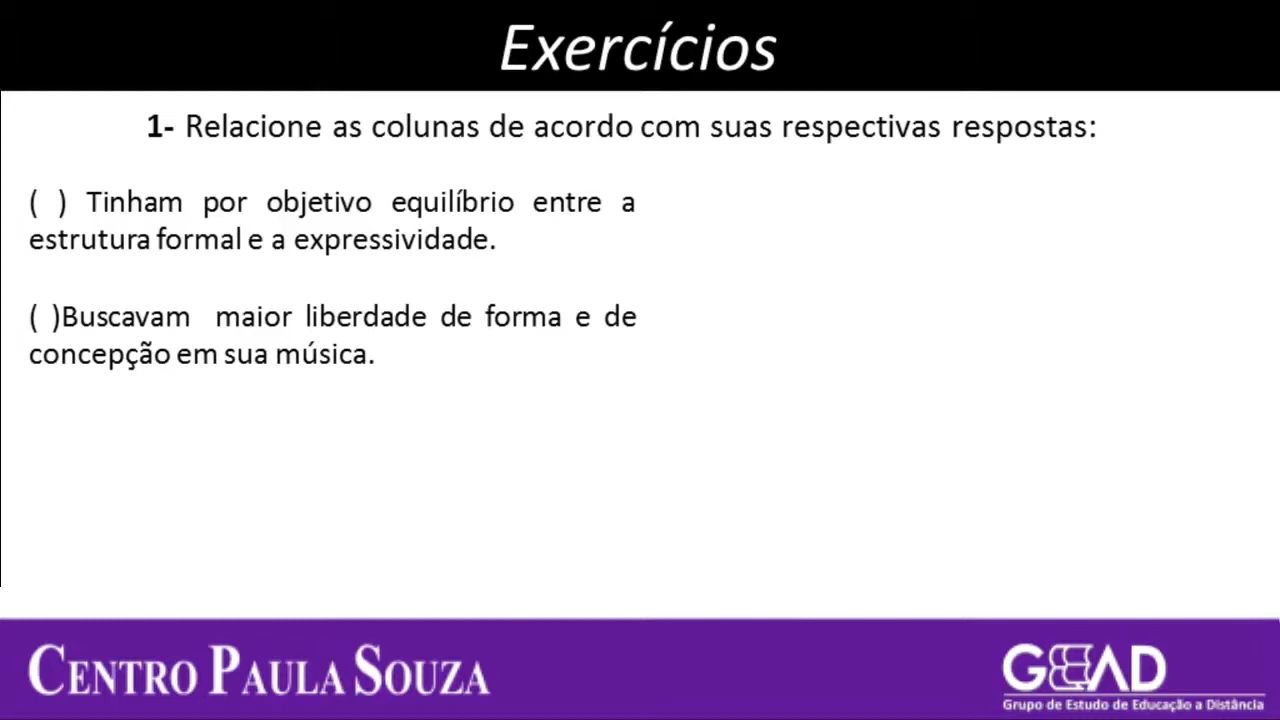 Exercícios
1- Relacione as colunas de acordo com suas respectivas respostas:
( ) Tinham por objetivo equilíbrio entre a
estrutura formal e a expressividade.
( )Buscavam maior liberdade de forma e de
concepção em sua música.
CENTRO PAULA SOUZA
GEEAD
Grupo de Estudo de Educação a Distância